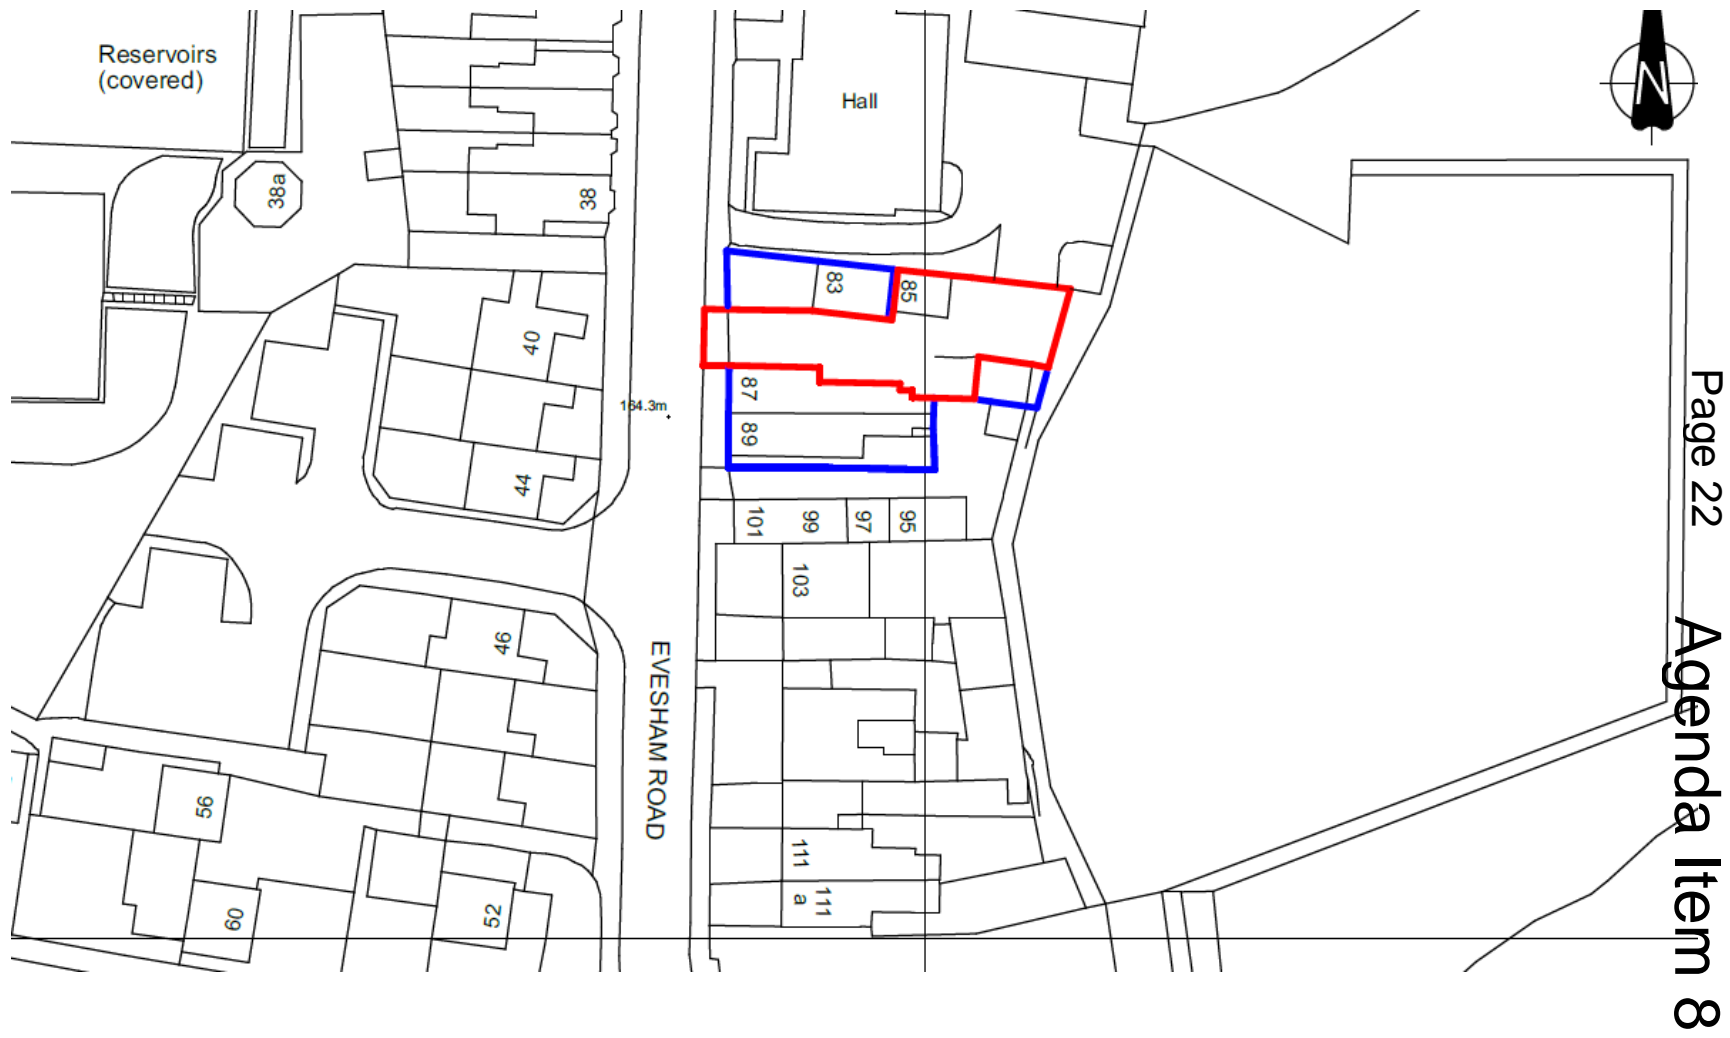 Reservoirs
(covered)
Hall
N
38a
38
83
85
40
164.3m
87
89
44
101
99
97
95
103
46
EVESHAM ROAD
56
111
111
a
60
52
Page 22
Agenda Item 8